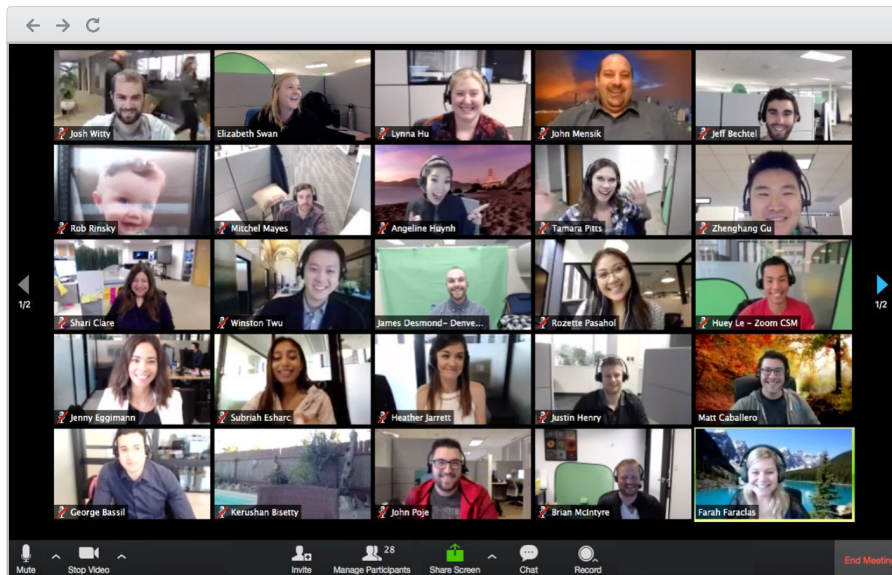 Josh Witty
Elizabeth Swan
Lynna Hu
John Mensik
Jeff Bechtel
Rob Rinsky
Mitchel Mayes
Angeline Huynh
Tamara Pitts
Zhenghang Gu
1/2
1/2
Shari Clare
Winston Twu
James Desmond- Denve...
Rozette Pasahol
Huey Le - Zoom CSM
Jenny Eggimann
Subriah Esharc
Heather Jarrett
Justin Henry
Matt Caballero
George Bassil
Kerushan Bisetty
John Poje
Brian McIntyre
Farah Faraclas
28
Mute
Stop Video
Invite
Manage Participants
Share Screen
Chat
Record
End Meetin